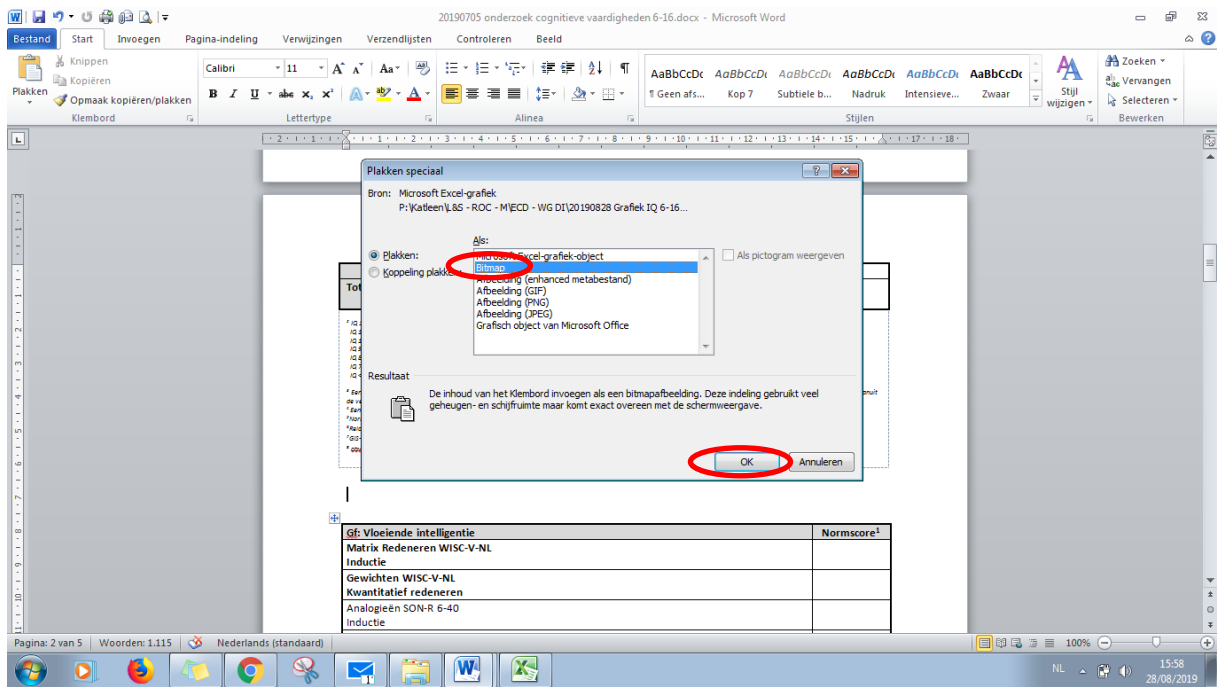 20190705 onderzoek cognitieve vaardigheden 6-16.docx - Microsoft Word
Bestand Start Invoegen Pagina-indeling Verwijzingen Verzendlijsten Controleren Beeld
Plakken
Knippen
Kopiëren
Opmaak kopiëren/plakken
Klembord
Calibri 11
Lettertype
Alinea
AaBbCcDc AaBbCcDc AaBbCcDc AaBbCcDc AaBbCcDc AaBbCcDc
¶ Geen afs... Kop 7 Subtiele b... Nadruk Intensieve... Zwaar
Stijl wijzigen
Stijlen
Zoeken
Vervangen
Selecteren
Bewerken
Plakken speciaal
Bron: Microsoft Excel-grafiek
P:\Katleen\L&S - ROC - M\ECD - WG DI\20190828 Grafiek IQ 6-16...
Als:
Plakken:
Koppeling plakken:
Microsoft Excel-grafiek-object
Bitmap
Afbeelding (enhanced metabestand)
Afbeelding (GIF)
Afbeelding (PNG)
Afbeelding (JPEG)
Grafisch object van Microsoft Office
Als pictogram weergeven
Resultaat
De inhoud van het Klembord invoegen als een bitmapafbeelding. Deze indeling gebruikt veel
geheugen- en schijfruimte maar komt exact overeen met de schermweergave.
OK Annuleren
Gf: Vloeiende intelligentie Normscore¹
Matrix Redeneren WISC-V-NL
Inductie
Gewichten WISC-V-NL
Kwantitatief redeneren
Analogieën SON-R 6-40
Inductie
Pagina: 2 van 5 Woorden: 1.115 Nederlands (standaard) 100%
NL 15:58
28/08/2019